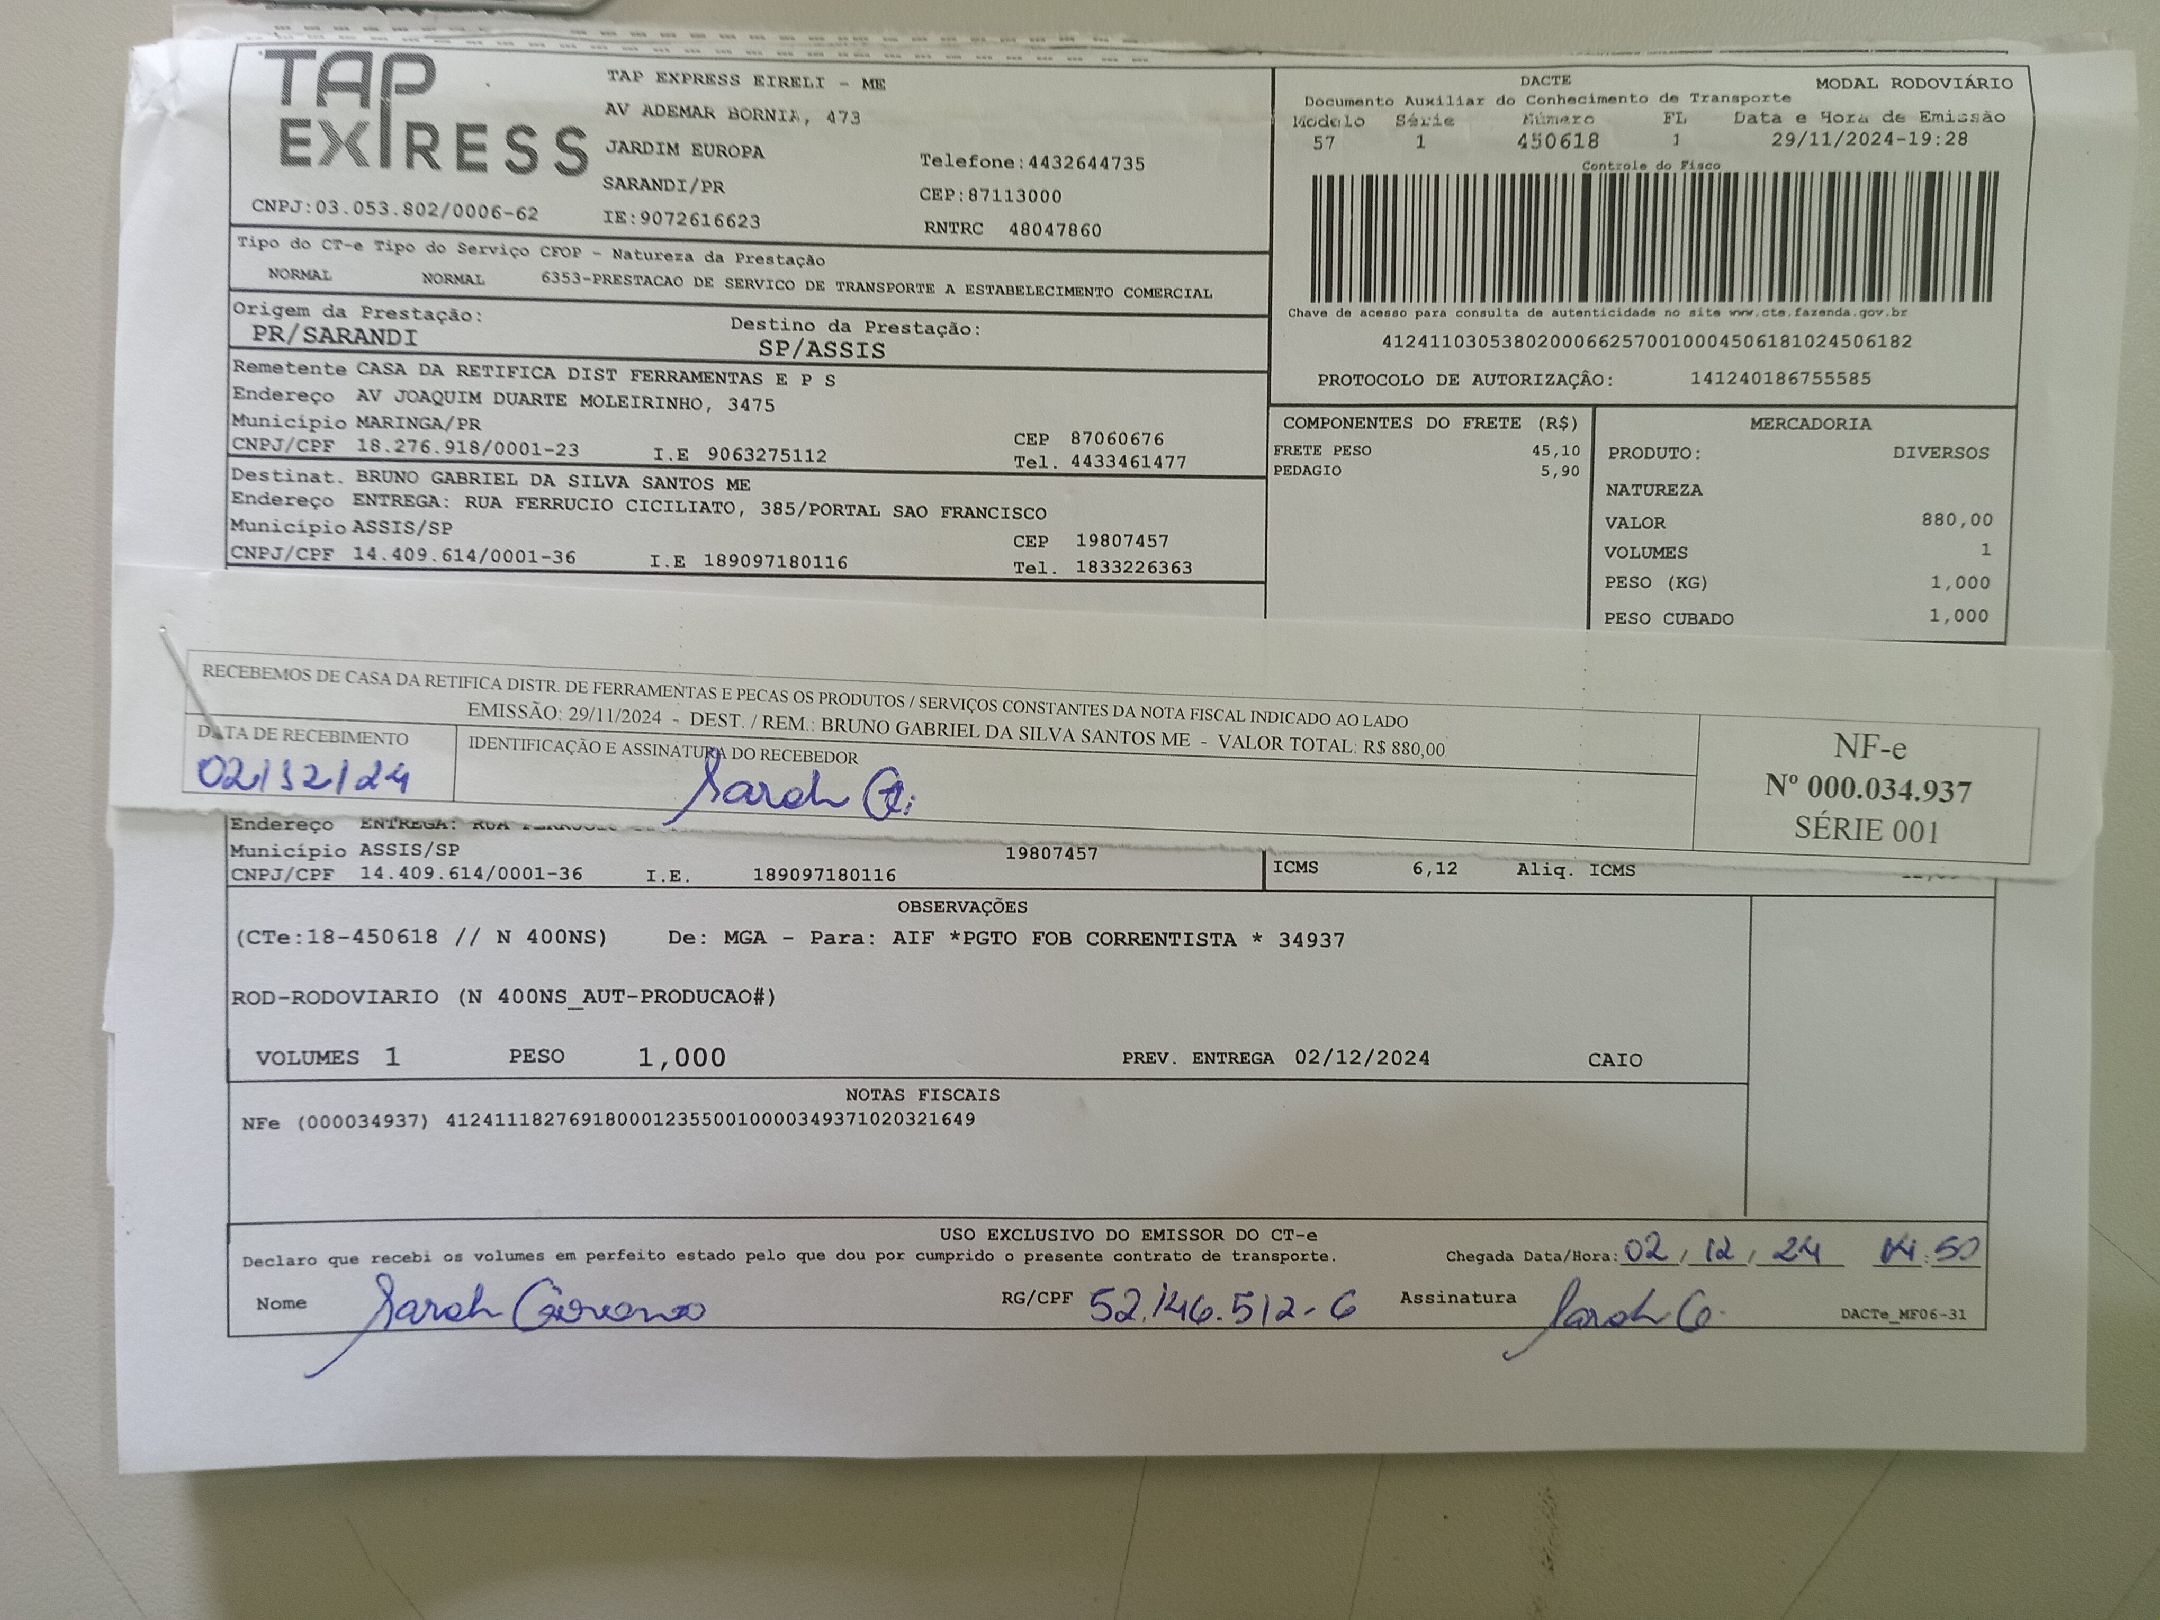 TAP EXPRESS
TAP EXPRESS EIRELI - ME
AV ADEMAR BORNIA, 473
JARDIM EUROPA
SARANDI/PR
IE:9072616623
Telefone:4432644735
CEP:87113000
RNTRC 48047860
CNPJ:03.053.802/0006-62
DACTE MODAL RODOVIÁRIO
Documento Auxiliar do Conhecimento de Transporte
Modelo Série Número FL Data e Hora de Emissão
57 1 450618 1 29/11/2024-19:28
Controle do Fisco
Chave de acesso para consulta de autenticidade no site www.cte.fazenda.gov.br
41241103053802000662570010004506181024506182
PROTOCOLO DE AUTORIZAÇÂO: 141240186755585
Tipo do CT-e Tipo do Serviço CFOP - Natureza da Prestação
NORMAL NORMAL 6353-PRESTACAO DE SERVICO DE TRANSPORTE A ESTABELECIMENTO COMERCIAL
Origem da Prestação: Destino da Prestação:
PR/SARANDI SP/ASSIS
Remetente CASA DA RETIFICA DIST FERRAMENTAS E P S
Endereço AV JOAQUIM DUARTE MOLEIRINHO, 3475
Município MARINGA/PR CEP 87060676
CNPJ/CPF 18.276.918/0001-23 I.E 9063275112 Tel. 4433461477
Destinat. BRUNO GABRIEL DA SILVA SANTOS ME
Endereço ENTREGA: RUA FERRUCIO CICILIATO, 385/PORTAL SAO FRANCISCO
Município ASSIS/SP CEP 19807457
CNPJ/CPF 14.409.614/0001-36 I.E 189097180116 Tel. 1833226363
COMPONENTES DO FRETE (R$)
FRETE PESO 45,10
PEDAGIO 5,90
MERCADORIA
PRODUTO: DIVERSOS
NATUREZA
VALOR 880,00
VOLUMES 1
PESO (KG) 1,000
PESO CUBADO 1,000
RECEBEMOS DE CASA DA RETIFICA DISTR. DE FERRAMENTAS E PECAS OS PRODUTOS / SERVIÇOS CONSTANTES DA NOTA FISCAL INDICADO AO LADO
EMISSÃO: 29/11/2024 - DEST. / REM.: BRUNO GABRIEL DA SILVA SANTOS ME - VALOR TOTAL: R$ 880,00
DATA DE RECEBIMENTO IDENTIFICAÇÃO E ASSINATURA DO RECEBEDOR
02/12/24 Sarah
NF-e
Nº 000.034.937
SÉRIE 001
Endereço ENTREGA: RUA
Município ASSIS/SP 19807457
CNPJ/CPF 14.409.614/0001-36 I.E. 189097180116
ICMS 6,12 Aliq. ICMS
OBSERVAÇÕES
(CTe:18-450618 // N 400NS) De: MGA - Para: AIF *PGTO FOB CORRENTISTA * 34937
ROD-RODOVIARIO (N 400NS_AUT-PRODUCAO#)
VOLUMES 1 PESO 1,000 PREV. ENTREGA 02/12/2024 CAIO
NOTAS FISCAIS
NFe (000034937) 41241118276918000123550010000349371020321649
USO EXCLUSIVO DO EMISSOR DO CT-e
Declaro que recebi os volumes em perfeito estado pelo que dou por cumprido o presente contrato de transporte. Chegada Data/Hora: 02/12/24
Nome Sarah RG/CPF 52.146.512-6 Assinatura Sarah G.
DACTe_MF06-31